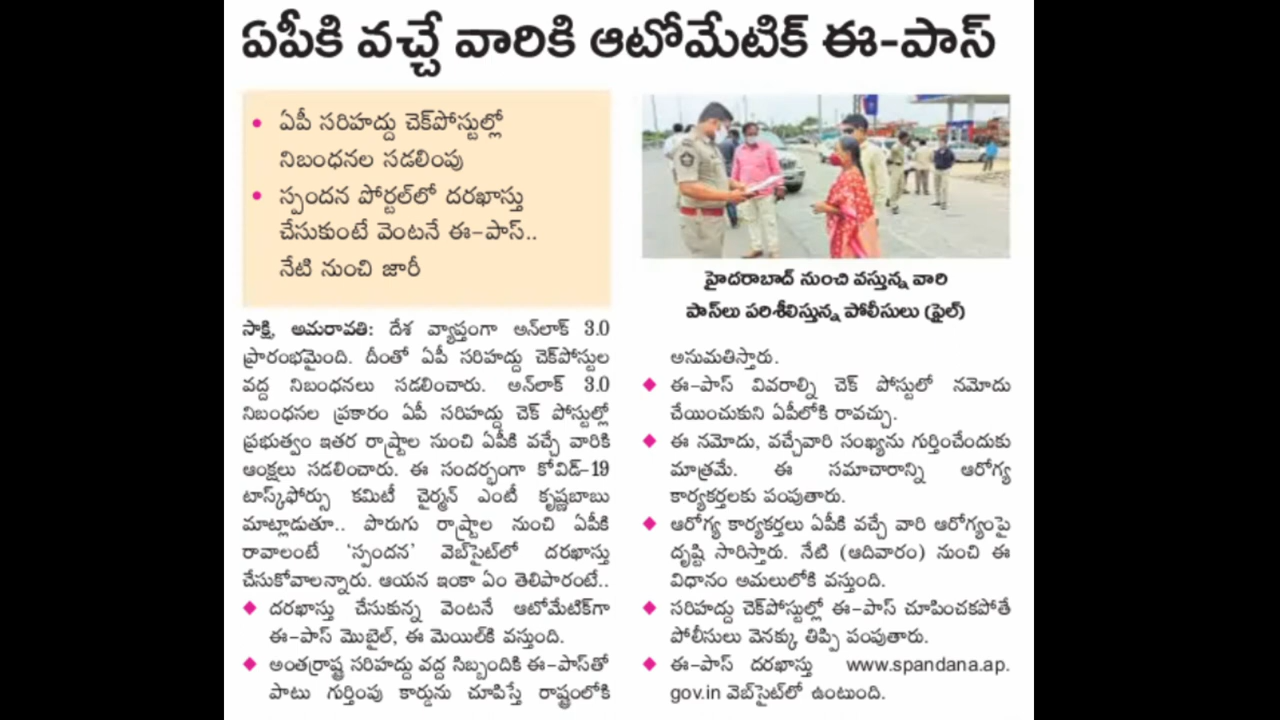 ఏపీకి వచ్చే వారికి ఆటోమేటిక్ ఈ-పాస్
• ఏపీ సరిహద్దు చెక్‌పోస్టుల్లో
నిబంధనల సడలింపు
• స్పందన పోర్టల్‌లో దరఖాస్తు
చేసుకుంటే వెంటనే ఈ-పాస్..
నేటి నుంచి జారీ
సాక్షి, అమరావతి: దేశ వ్యాప్తంగా అన్‌లాక్ 3.0
ప్రారంభమైంది. దీంతో ఏపీ సరిహద్దు చెక్‌పోస్టుల
వద్ద నిబంధనలు సడలించారు. అన్‌లాక్ 3.0
నిబంధనల ప్రకారం ఏపీ సరిహద్దు చెక్ పోస్టుల్లో
ప్రభుత్వం ఇతర రాష్ట్రాల నుంచి ఏపీకి వచ్చే వారికి
ఆంక్షలు సడలించారు. ఈ సందర్భంగా కోవిడ్-19
టాస్క్‌ఫోర్సు కమిటీ చైర్మన్ ఎంటీ కృష్ణబాబు
మాట్లాడుతూ.. పొరుగు రాష్ట్రాల నుంచి ఏపీకి
రావాలంటే 'స్పందన' వెబ్‌సైట్‌లో దరఖాస్తు
చేసుకోవాలన్నారు. ఆయన ఇంకా ఏం తెలిపారంటే..
◆ దరఖాస్తు చేసుకున్న వెంటనే ఆటోమేటిక్‌గా
ఈ-పాస్ మొబైల్, ఈ మెయిల్‌కి వస్తుంది.
◆ అంతర్రాష్ట్ర సరిహద్దు వద్ద సిబ్బందికి ఈ-పాస్‌తో
పాటు గుర్తింపు కార్డును చూపిస్తే రాష్ట్రంలోకి
హైదరాబాద్ నుంచి వస్తున్న వారి
పాస్‌లు పరిశీలిస్తున్న పోలీసులు (ఫైల్)
అనుమతిస్తారు.
◆ ఈ-పాస్ వివరాల్ని చెక్ పోస్టులో నమోదు
చేయించుకుని ఏపీలోకి రావచ్చు.
◆ ఈ నమోదు, వచ్చేవారి సంఖ్యను గుర్తించేందుకు
మాత్రమే. ఈ సమాచారాన్ని ఆరోగ్య
కార్యకర్తలకు పంపుతారు.
◆ ఆరోగ్య కార్యకర్తలు ఏపీకి వచ్చే వారి ఆరోగ్యంపై
దృష్టి సారిస్తారు. నేటి (ఆదివారం) నుంచి ఈ
విధానం అమలులోకి వస్తుంది.
◆ సరిహద్దు చెక్‌పోస్టుల్లో ఈ-పాస్ చూపించకపోతే
పోలీసులు వెనక్కు తిప్పి పంపుతారు.
◆ ఈ-పాస్ దరఖాస్తు www.spandana.ap.
gov.in వెబ్‌సైట్‌లో ఉంటుంది.